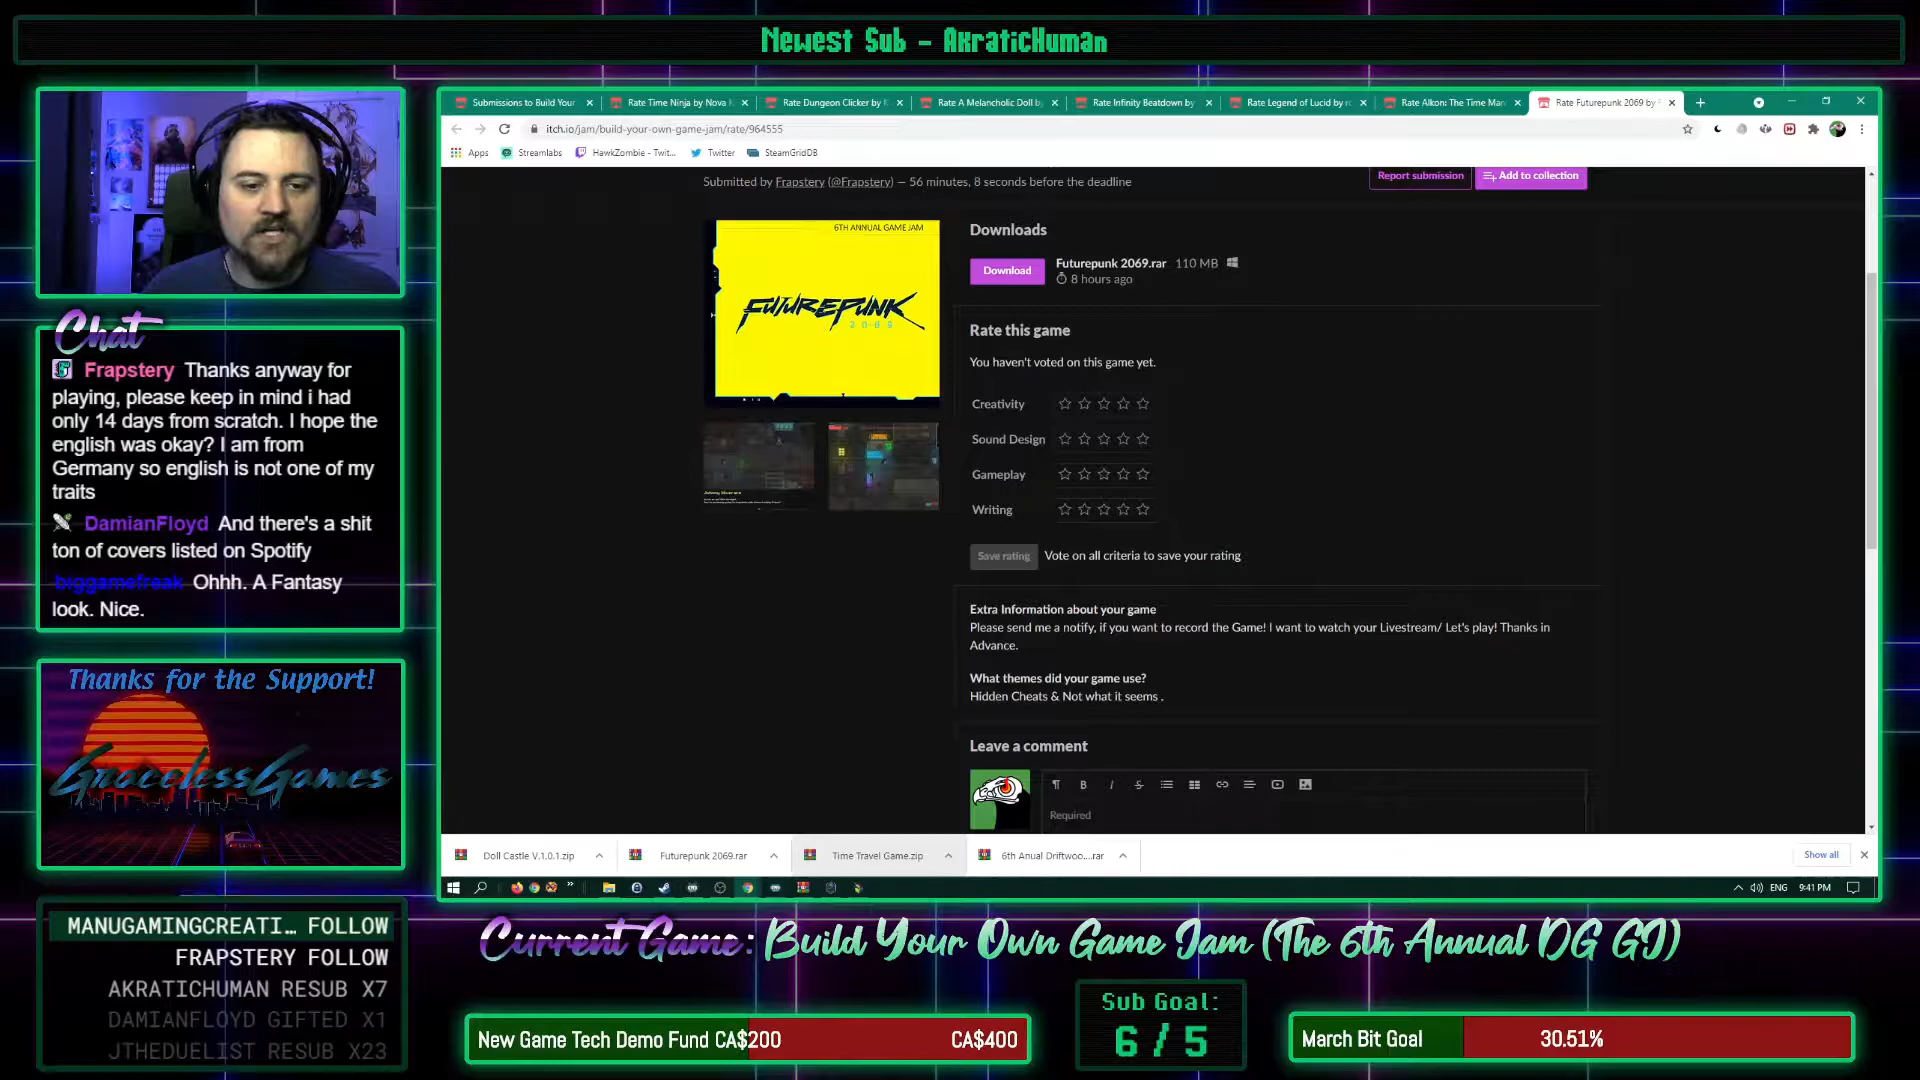 Newest Sub - AkraticHuman
Submissions to Build Your
Rate Time Ninja by Nova
Rate Dungeon Clicker by
Rate A Melancholic Doll by
Rate Infinity Beatdown by
Rate Legend of Lucid by
Rate Alkon: The Time Man
Rate Futurepunk 2069 by
itch.io/jam/build-your-own-game-jam/rate/964555
Apps
Streamlabs
HawkZombie - Twit...
Twitter
SteamGridDB
Submitted by Frapstery (@Frapstery) — 56 minutes, 8 seconds before the deadline
Report submission
Add to collection
6TH ANNUAL GAME JAM
FUTUREPUNK
2069
Downloads
Download
Futurepunk 2069.rar 110 MB
8 hours ago
Rate this game
You haven't voted on this game yet.
Creativity
Sound Design
Gameplay
Writing
Save rating
Vote on all criteria to save your rating
Extra Information about your game
Please send me a notify, if you want to record the Game! I want to watch your Livestream/ Let's play! Thanks in
Advance.
What themes did your game use?
Hidden Cheats & Not what it seems .
Leave a comment
Required
Doll Castle V.1.0.1.zip
Futurepunk 2069.rar
Time Travel Game.zip
6th Anual Driftwoo....rar
Show all
ENG
9:41 PM
Chat
Frapstery Thanks anyway for
playing, please keep in mind i had
only 14 days from scratch. I hope the
english was okay? I am from
Germany so english is not one of my
traits
DamianFloyd And there's a shit
ton of covers listed on Spotify
biggamefreak Ohhh. A Fantasy
look. Nice.
Thanks for the Support!
GracelessGames
MANUGAMINGCREATI… FOLLOW
FRAPSTERY FOLLOW
AKRATICHUMAN RESUB X7
DAMIANFLOYD GIFTED X1
JTHEDUELIST RESUB X23
Current Game: Build Your Own Game Jam (The 6th Annual DG GJ)
New Game Tech Demo Fund CA$200
CA$400
Sub Goal:
6 / 5
March Bit Goal
30.51%